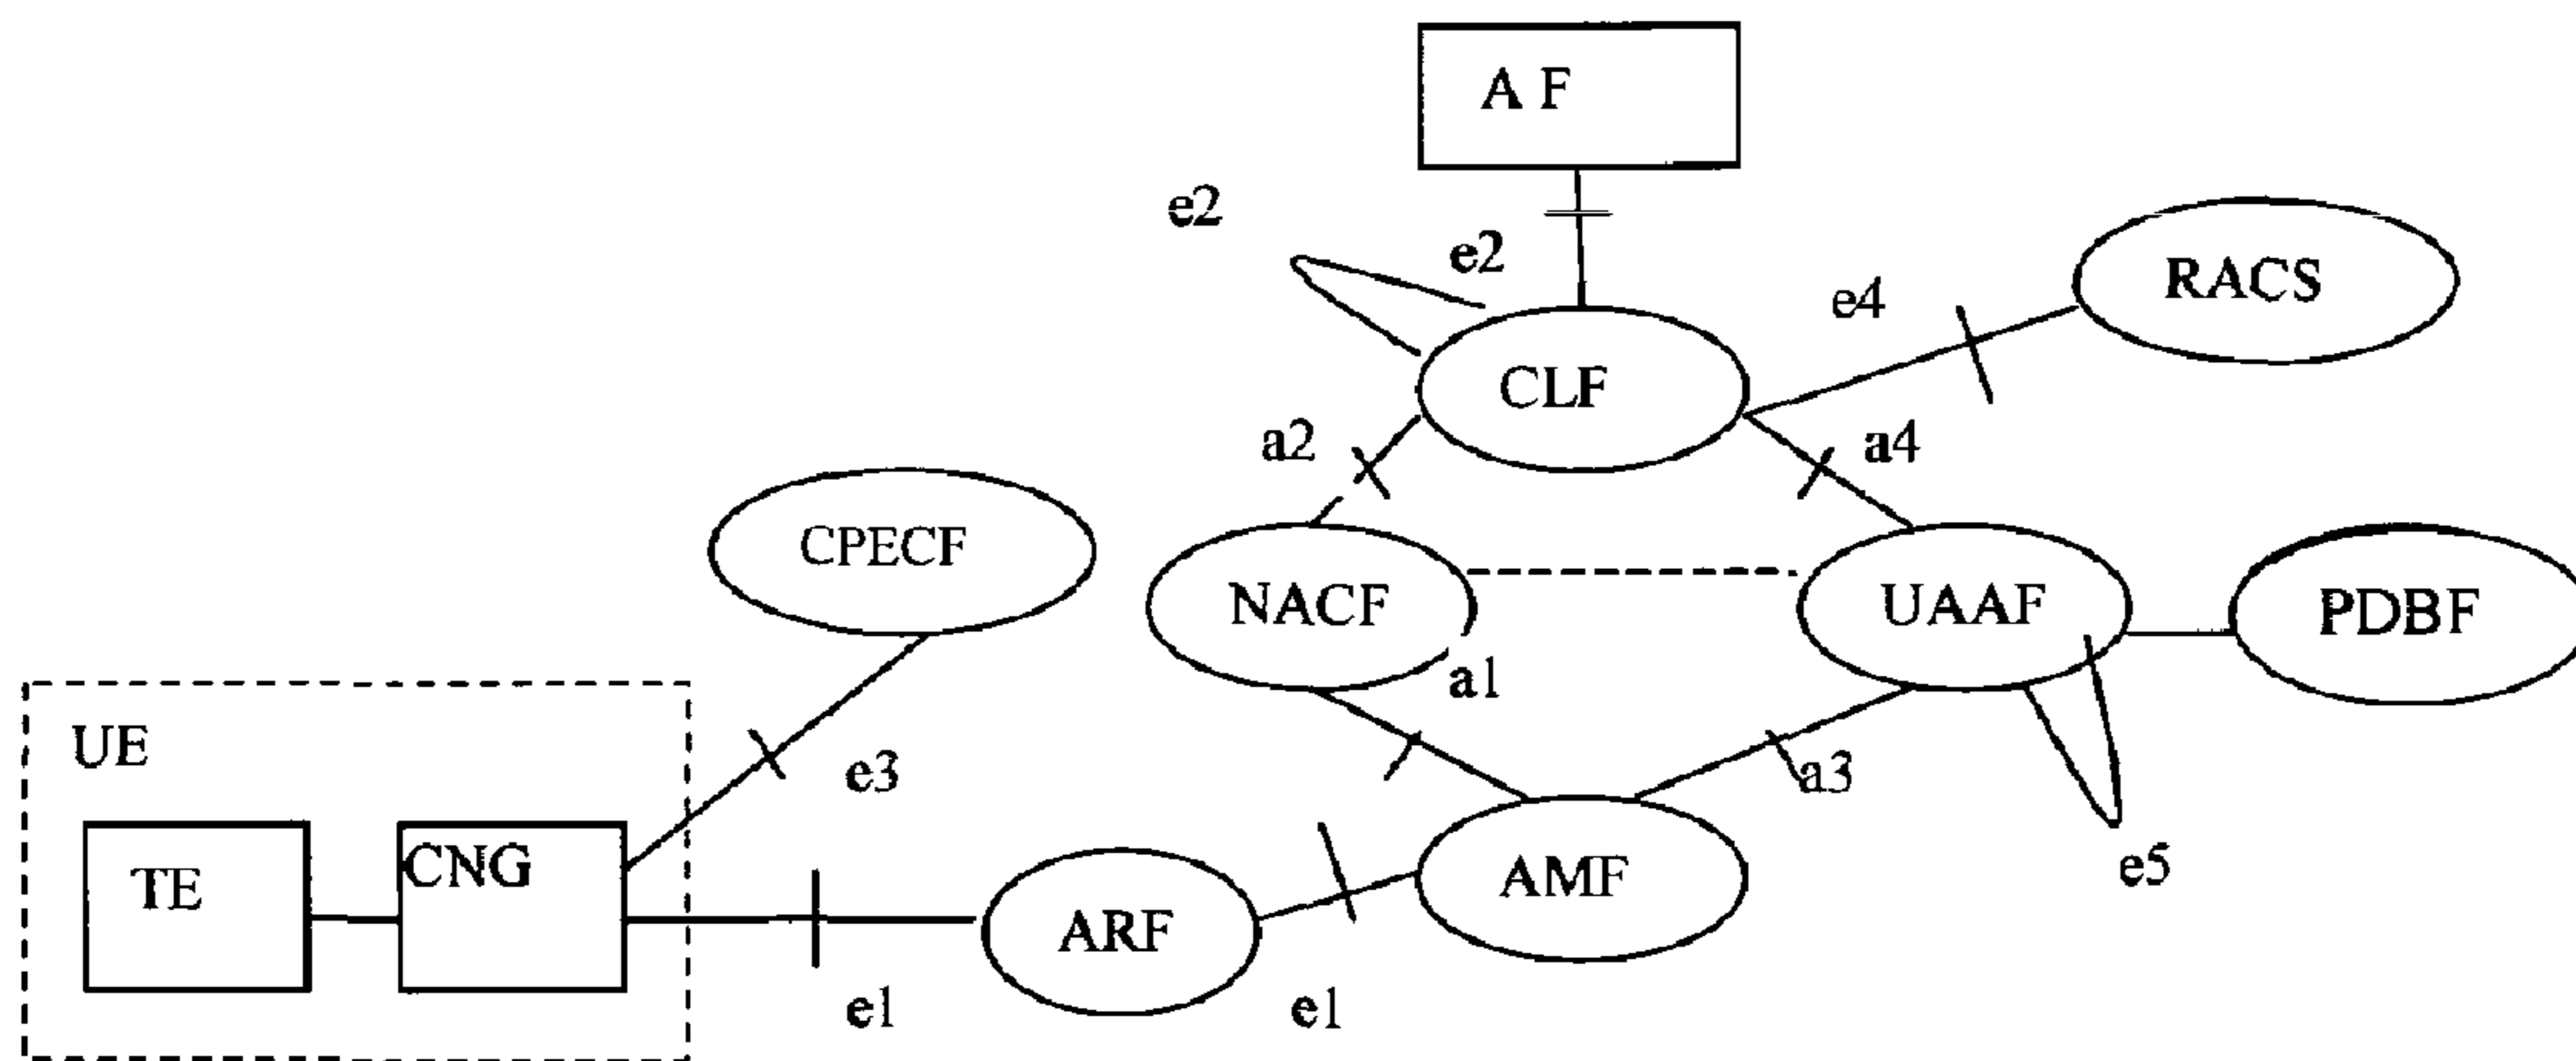 A F
e2
e2
e4
RACS
CLF
a2
a4
CPECF
NACF
UAAF
PDBF
a1
UE
e3
a3
TE
CNG
ARF
AMF
e5
e1
e1